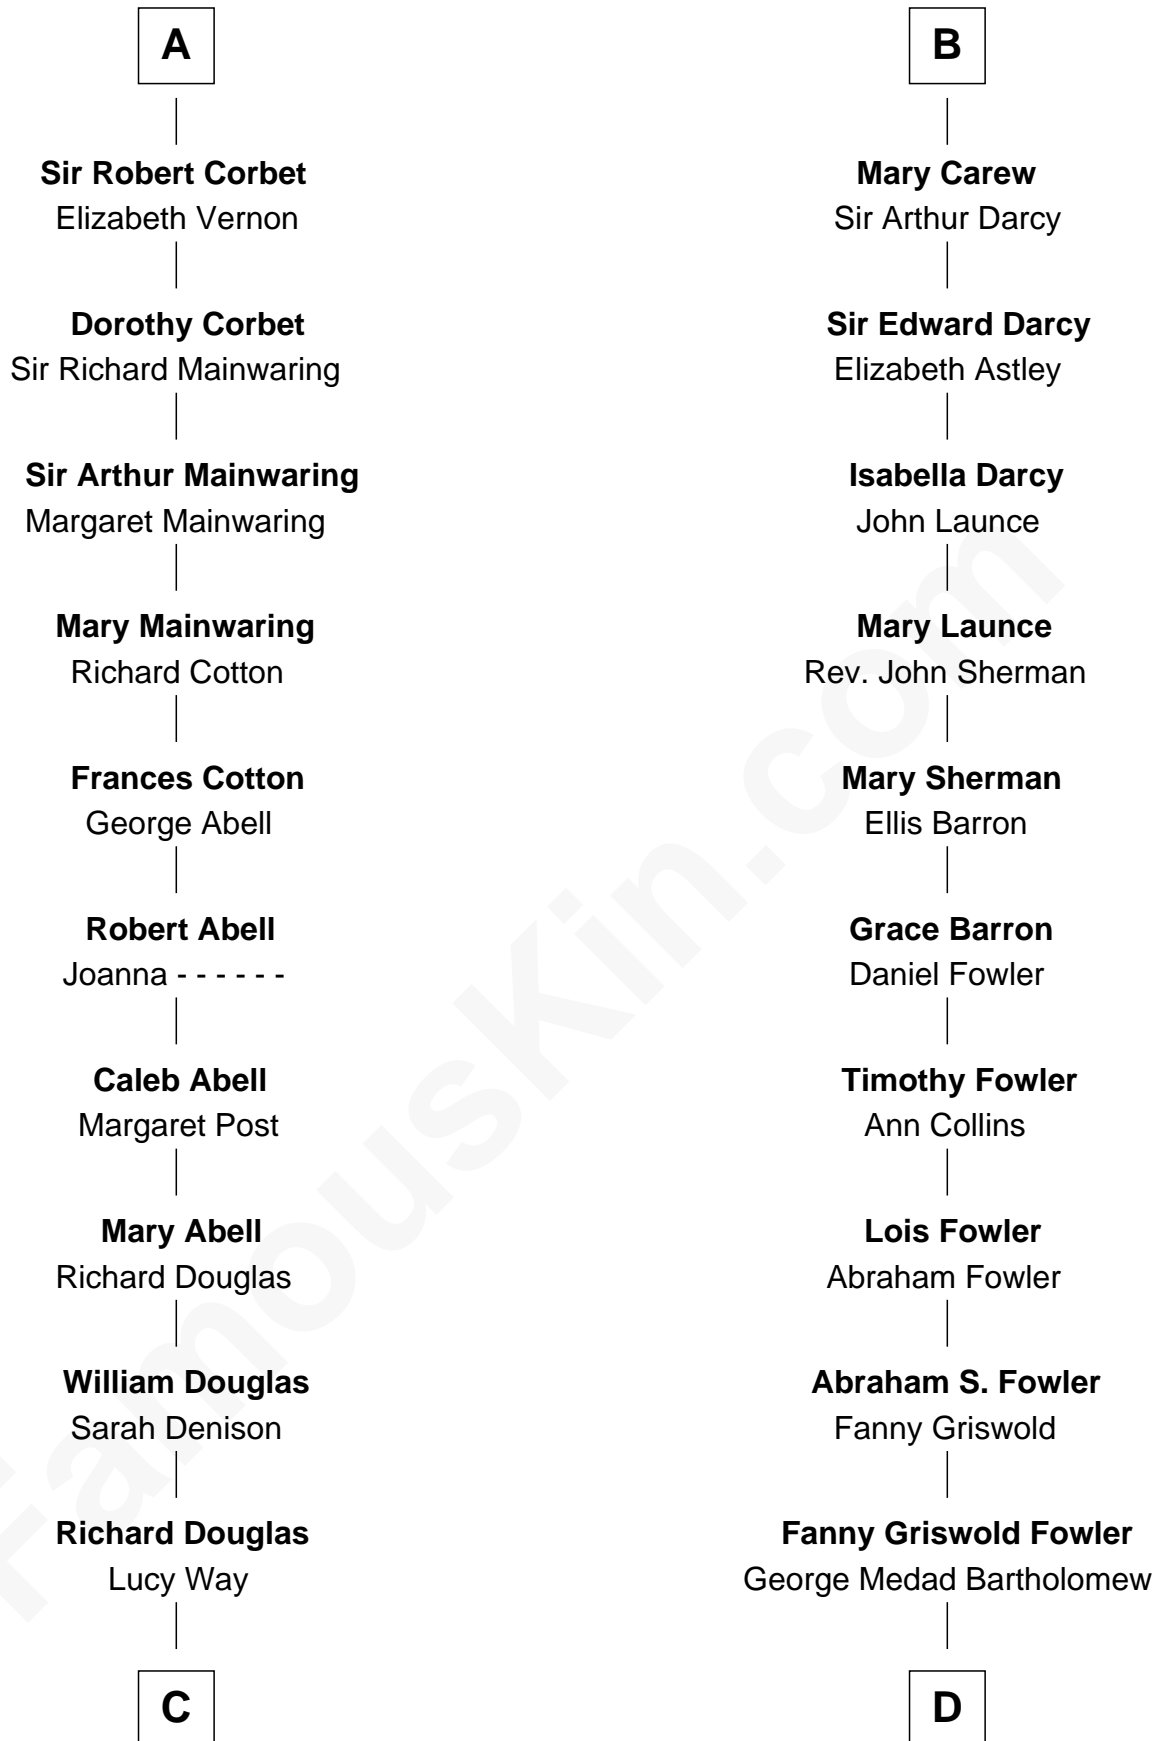 A
Sir Robert Corbet
Elizabeth Vernon
Dorothy Corbet
Sir Richard Mainwaring
Sir Arthur Mainwaring
Margaret Mainwaring
Mary Mainwaring
Richard Cotton
Frances Cotton
George Abell
Robert Abell
Joanna - - - - - -
Caleb Abell
Margaret Post
Mary Abell
Richard Douglas
William Douglas
Sarah Denison
Richard Douglas
Lucy Way
C
B
Mary Carew
Sir Arthur Darcy
Sir Edward Darcy
Elizabeth Astley
Isabella Darcy
John Launce
Mary Launce
Rev. John Sherman
Mary Sherman
Ellis Barron
Grace Barron
Daniel Fowler
Timothy Fowler
Ann Collins
Lois Fowler
Abraham Fowler
Abraham S. Fowler
Fanny Griswold
Fanny Griswold Fowler
George Medad Bartholomew
D
FamousKin.com